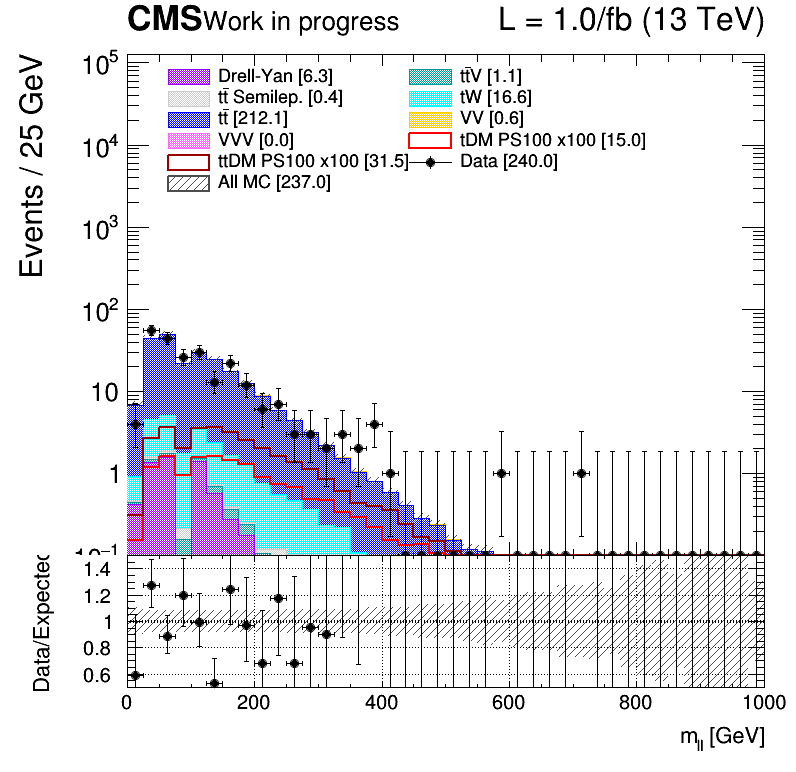 CMS Work in progress L = 1.0/fb (13 TeV)
Events / 25 GeV
10⁵
10⁴
10³
10²
10
1
10⁻¹
Drell-Yan [6.3]
tt̄V [1.1]
tt̄ Semilep. [0.4]
tW [16.6]
tt̄ [212.1]
VV [0.6]
VVV [0.0]
tDM PS100 x100 [15.0]
ttDM PS100 x100 [31.5]
Data [240.0]
All MC [237.0]
Data/Expected
1.4
1.2
1
0.8
0.6
0 200 400 600 800 1000
m_ll [GeV]